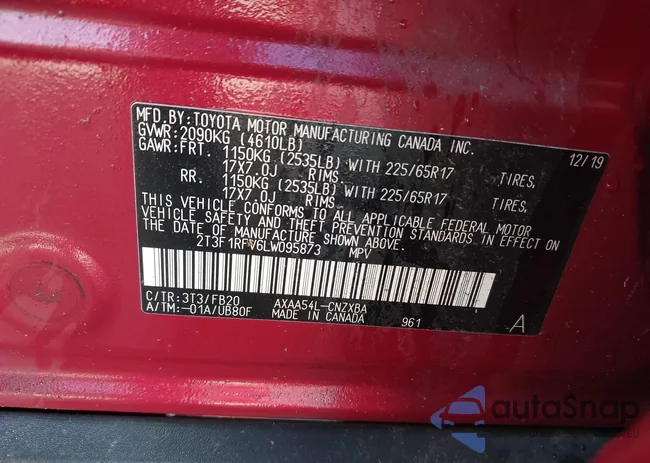 MFD.BY:TOYOTA MOTOR MANUFACTURING CANADA INC.
GVWR:2090KG (4610LB) 12/19
GAWR:FRT. 1150KG (2535LB) WITH 225/65R17 TIRES,
17X7.0J RIMS,
RR. 1150KG (2535LB) WITH 225/65R17 TIRES,
17X7.0J RIMS
THIS VEHICLE CONFORMS TO ALL APPLICABLE FEDERAL MOTOR
VEHICLE SAFETY AND THEFT PREVENTION STANDARDS IN EFFECT ON
THE DATE OF MANUFACTURE SHOWN ABOVE.
2T3F1RFV6LW095873 MPV
C/TR:3T3/FB20 AXAA54L-CNZXBA
A/TM:-01A/UB80F MADE IN CANADA 961 A
autoSnap